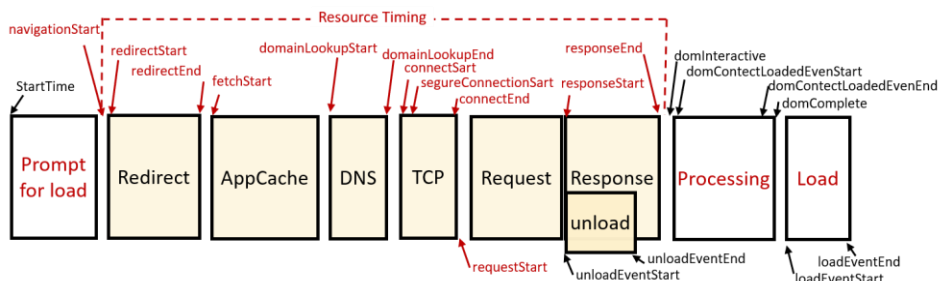 Resource Timing
navigationStart
redirectStart
redirectEnd
fetchStart
domainLookupStart
domainLookupEnd
connectSart
segureConnectionSart
connectEnd
responseEnd
responseStart
domInteractive
domContectLoadedEvenStart
domContectLoadedEvenEnd
domComplete
StartTime
Prompt
for load
Redirect
AppCache
DNS
TCP
Request
Response
Processing
Load
unload
requestStart
unloadEventEnd
unloadEventStart
loadEventEnd
loadEventStart